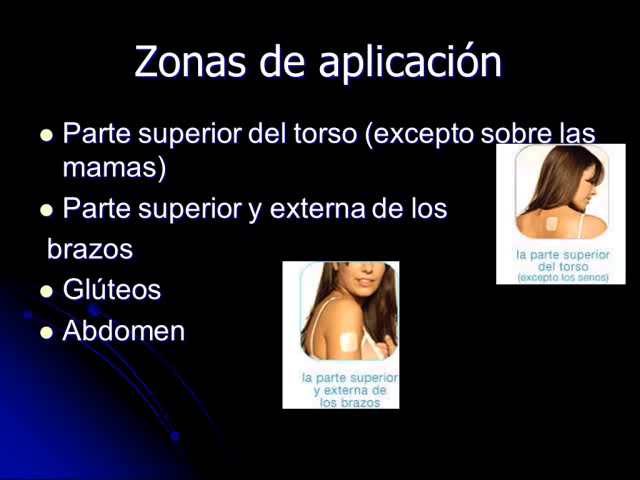 Zonas de aplicación
Parte superior del torso (excepto sobre las
mamas)
Parte superior y externa de los
brazos
Glúteos
Abdomen
la parte superior
del torso
(excepto los senos)
la parte superior
y externa de
los brazos